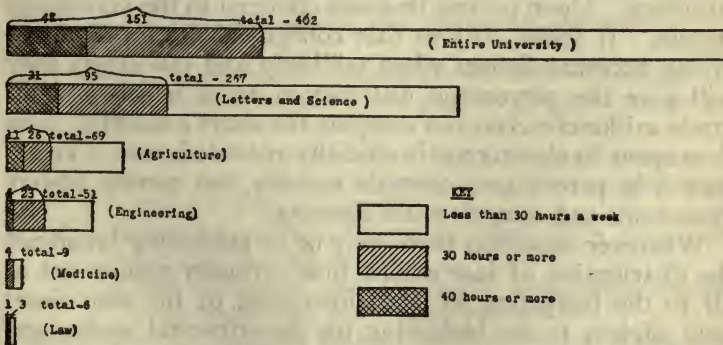 48 151 total - 402
( Entire University )
31 95 total - 267
(Letters and Science )
11 26 total-69
(Agriculture)
4 23 total-51
(Engineering)
KEY
Less than 30 hours a week
30 hours or more
40 hours or more
4 total-9
(Medicine)
1 3 total-6
(Law)